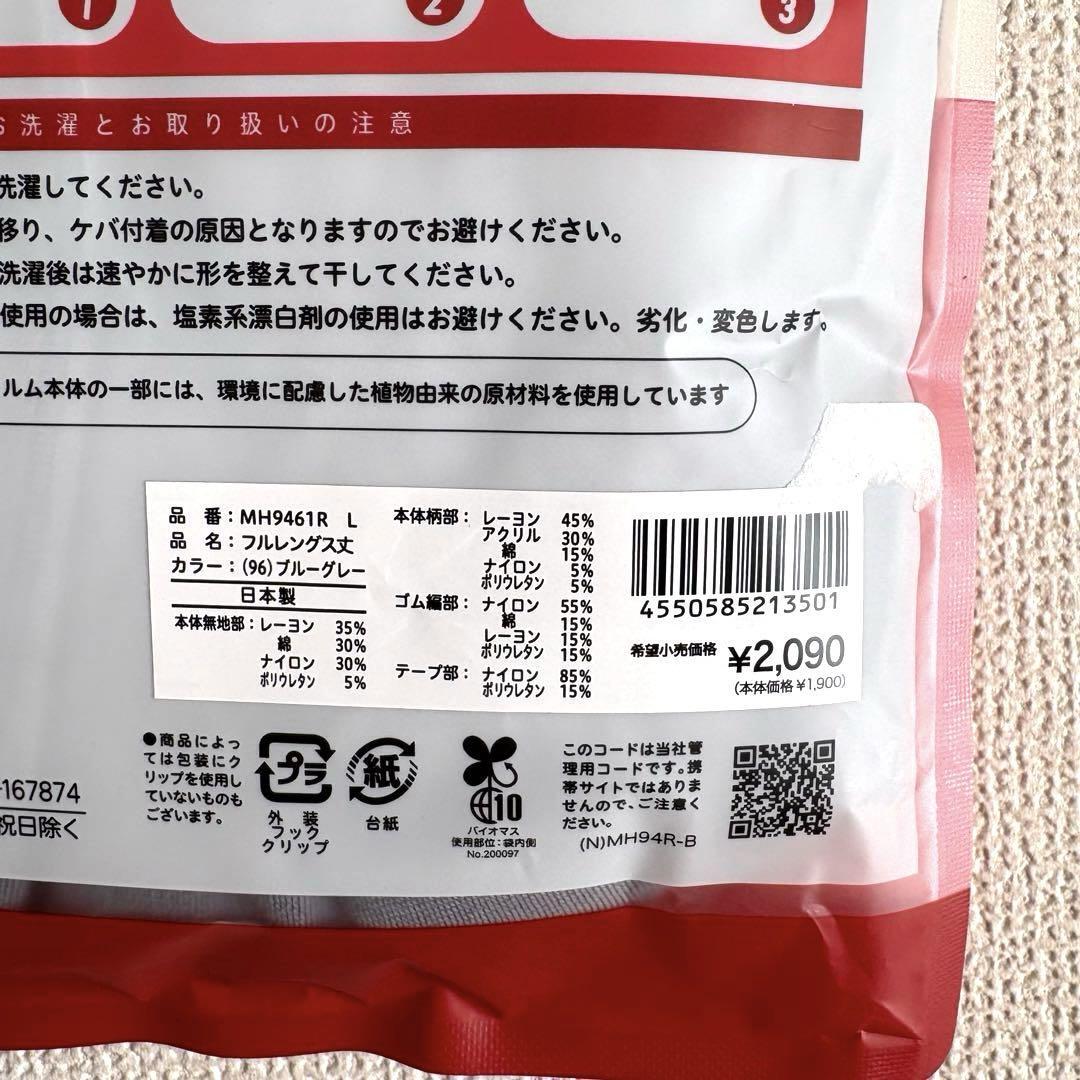 1
2
3
お洗濯とお取り扱いの注意
洗濯してください。
移り、ケバ付着の原因となりますのでお避けください。
洗濯後は速やかに形を整えて干してください。
使用の場合は、塩素系漂白剤の使用はお避けください。劣化・変色します。
ルム本体の一部には、環境に配慮した植物由来の原材料を使用しています
品 番：MH9461R L
品 名：フルレングス丈
カラー：(96)ブルーグレー
日本製
本体無地部：レーヨン 35%
綿 30%
ナイロン 30%
ポリウレタン 5%
本体柄部：レーヨン 45%
アクリル 30%
綿 15%
ナイロン 5%
ポリウレタン 5%
ゴム編部：ナイロン 55%
綿 15%
レーヨン 15%
ポリウレタン 15%
テープ部：ナイロン 85%
ポリウレタン 15%
4550585213501
希望小売価格 ¥2,090
(本体価格¥1,900)
-167874
祝日除く
●商品によっ
ては包装にク
リップを使用し
ていないものも
ございます。
プラ
外 装
フック
クリップ
紙
台紙
10
バイオマス
使用部位：袋内側
No.200097
このコードは当社管
理用コードです。携
帯サイトではありま
せんので、ご注意く
ださい。
(N)MH94R-B